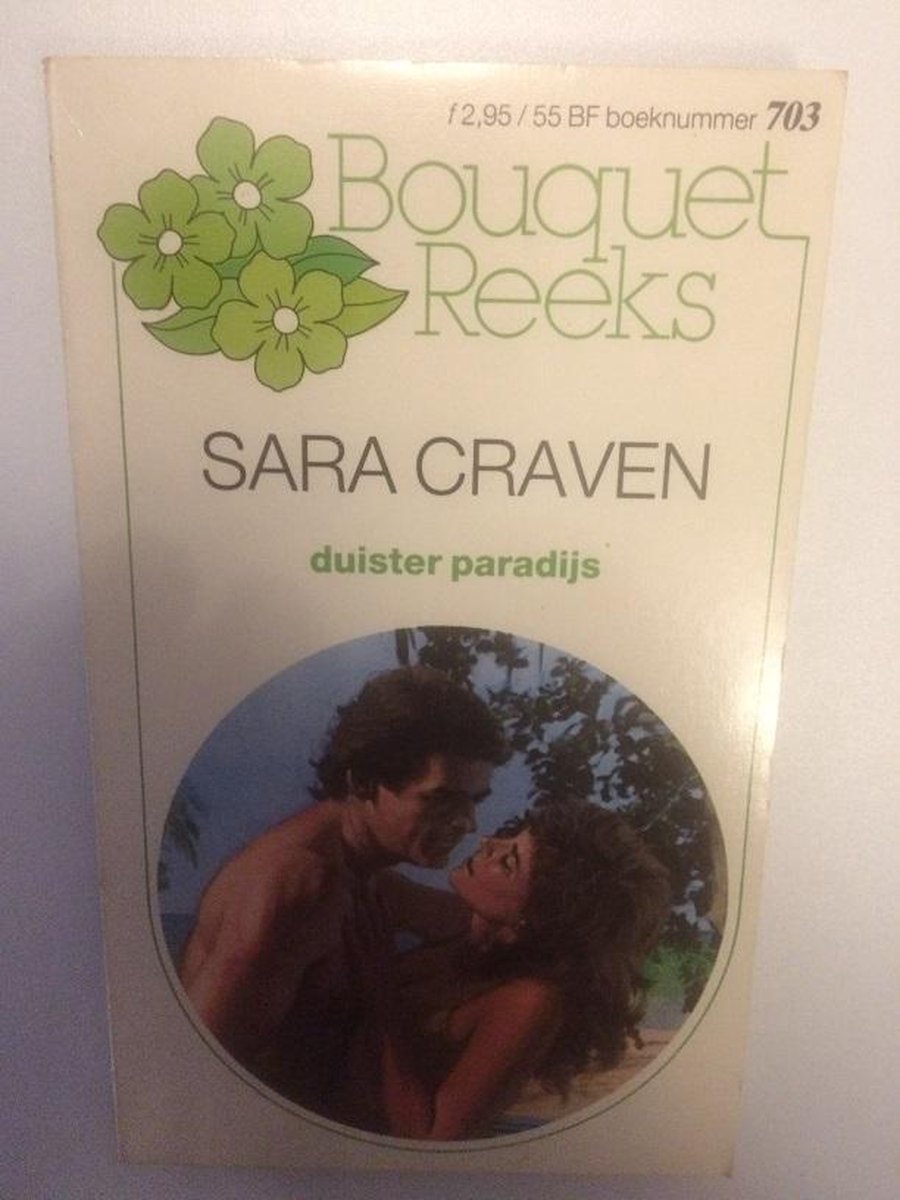 f 2,95 / 55 BF boeknummer 703
Bouquet
Reeks
SARA CRAVEN
duister paradijs